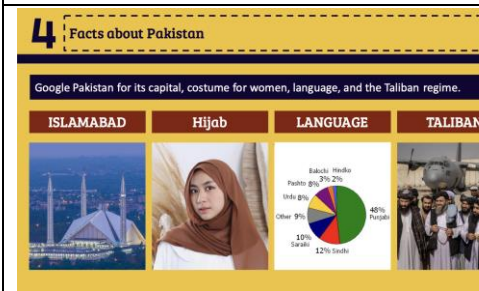 4 Facts about Pakistan
Google Pakistan for its capital, costume for women, language, and the Taliban regime.
ISLAMABAD Hijab LANGUAGE TALIBAN
Balochi Hindko
3% 2%
Pashto 8%
Urdu 8%
Other 9%
48%
Punjabi
10%
Saraiki
12% Sindhi